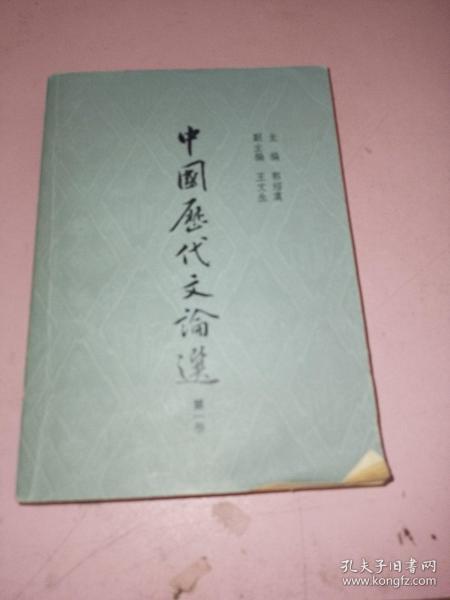 主编 郭绍虞
副主编 王文生
中國歷代文論選
第一册
孔夫子旧书网
www.kongfz.com